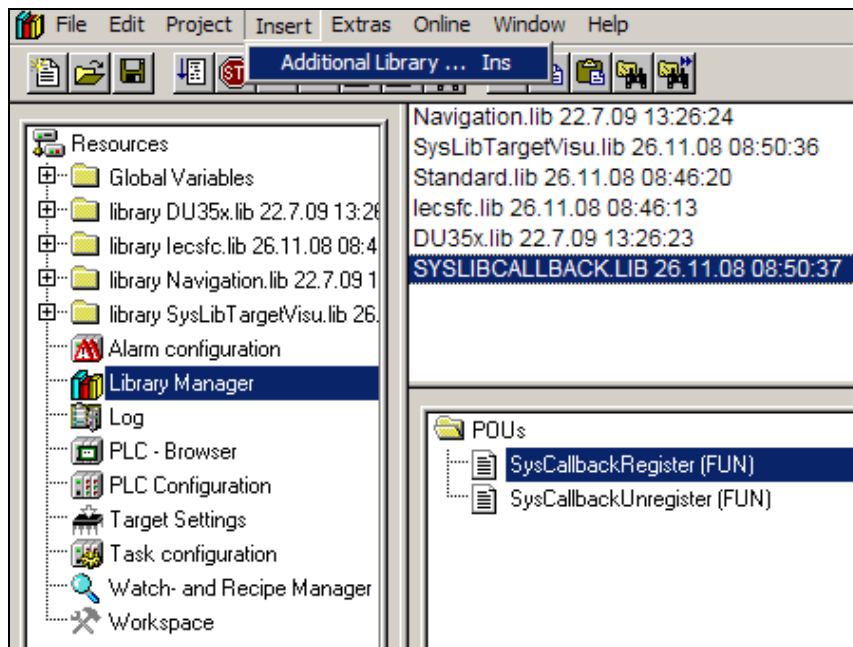 File Edit Project Insert Extras Online Window Help
Additional Library ... Ins
ST
Resources
Global Variables
library DU35x.lib 22.7.09 13:26
library Iecsfc.lib 26.11.08 08:4
library Navigation.lib 22.7.09 1
library SysLibTargetVisu.lib 26.
Alarm configuration
Library Manager
Log
PLC - Browser
PLC Configuration
Target Settings
Task configuration
Watch- and Recipe Manager
Workspace
Navigation.lib 22.7.09 13:26:24
SysLibTargetVisu.lib 26.11.08 08:50:36
Standard.lib 26.11.08 08:46:20
Iecsfc.lib 26.11.08 08:46:13
DU35x.lib 22.7.09 13:26:23
SYSLIBCALLBACK.LIB 26.11.08 08:50:37
POUs
SysCallbackRegister (FUN)
SysCallbackUnregister (FUN)